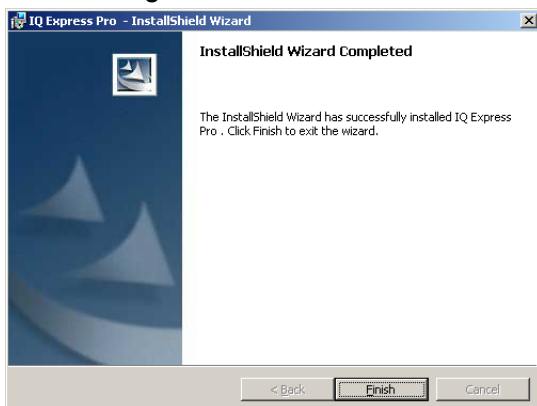 IQ Express Pro - InstallShield Wizard
InstallShield Wizard Completed
The InstallShield Wizard has successfully installed IQ Express
Pro . Click Finish to exit the wizard.
< Back Finish Cancel